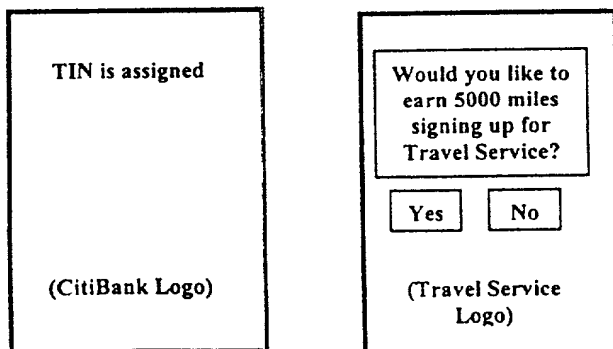 TIN is assigned
(CitiBank Logo)
Would you like to
earn 5000 miles
signing up for
Travel Service?
Yes No
(Travel Service
Logo)